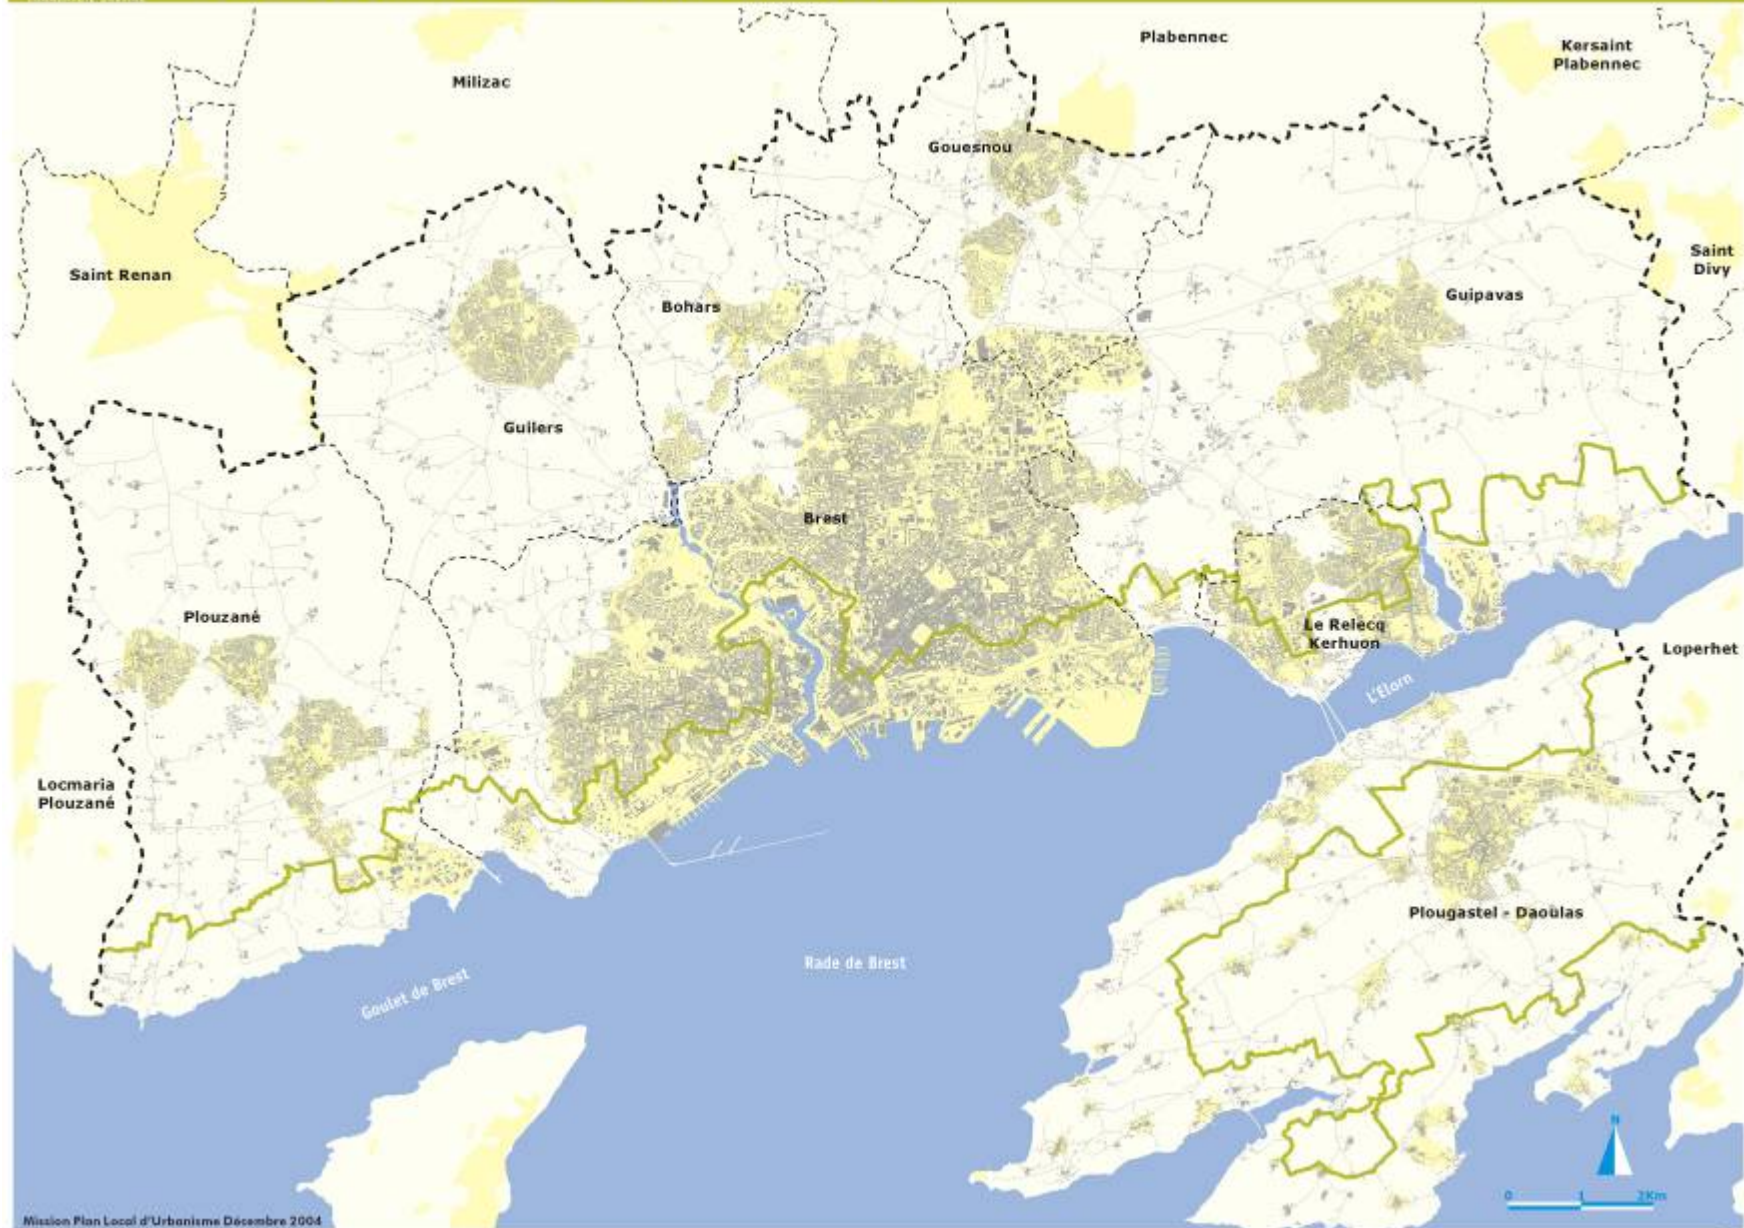 Plabennec
Kersaint
Plabennec
Milizac
Gouesnou
Saint Renan
Saint
Divy
Guipavas
Bohars
Guilers
Brest
Plouzané
Le Relecq
Kerhuon
Loperhet
L'Elorn
Locmaria
Plouzané
Plougastel - Daoulas
Rade de Brest
Goulet de Brest
N
0 1 2Km
Mission Plan Local d'Urbanisme Décembre 2004